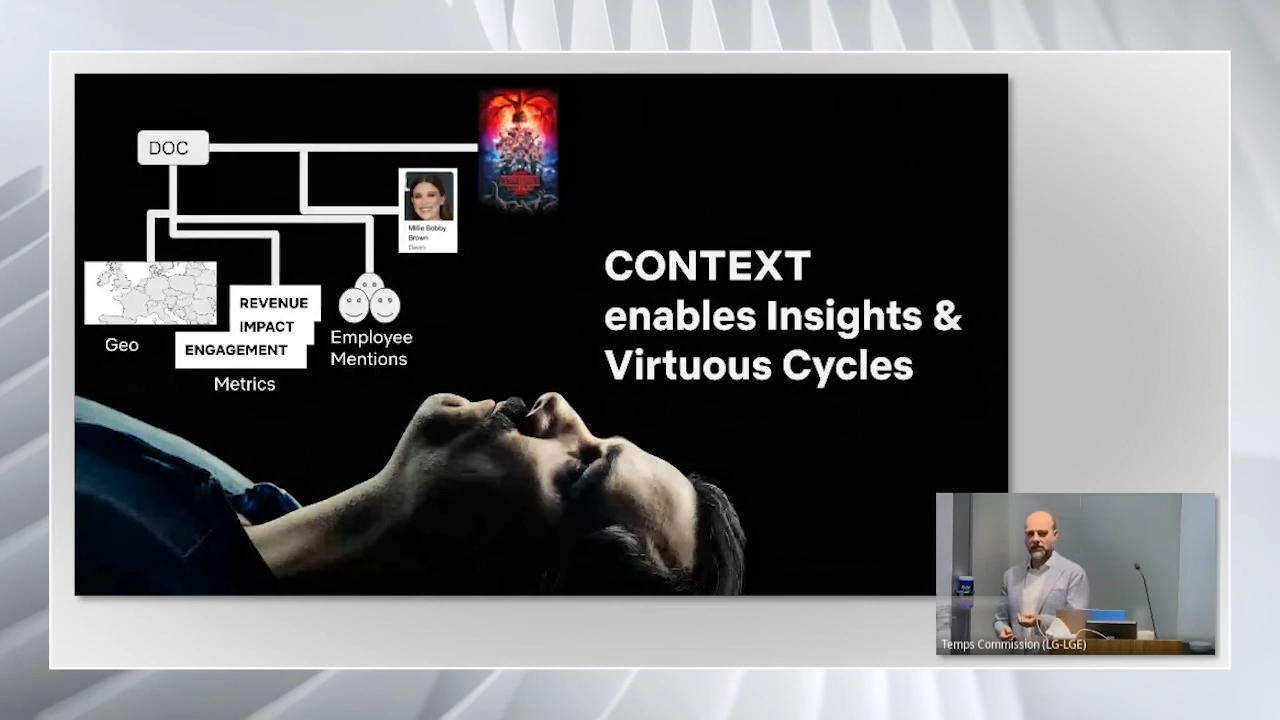 DOC
Millie Bobby
Brown
REVENUE
IMPACT
ENGAGEMENT
Geo
Metrics
Employee
Mentions
CONTEXT
enables Insights &
Virtuous Cycles
Temps Commission (LG-LGE)